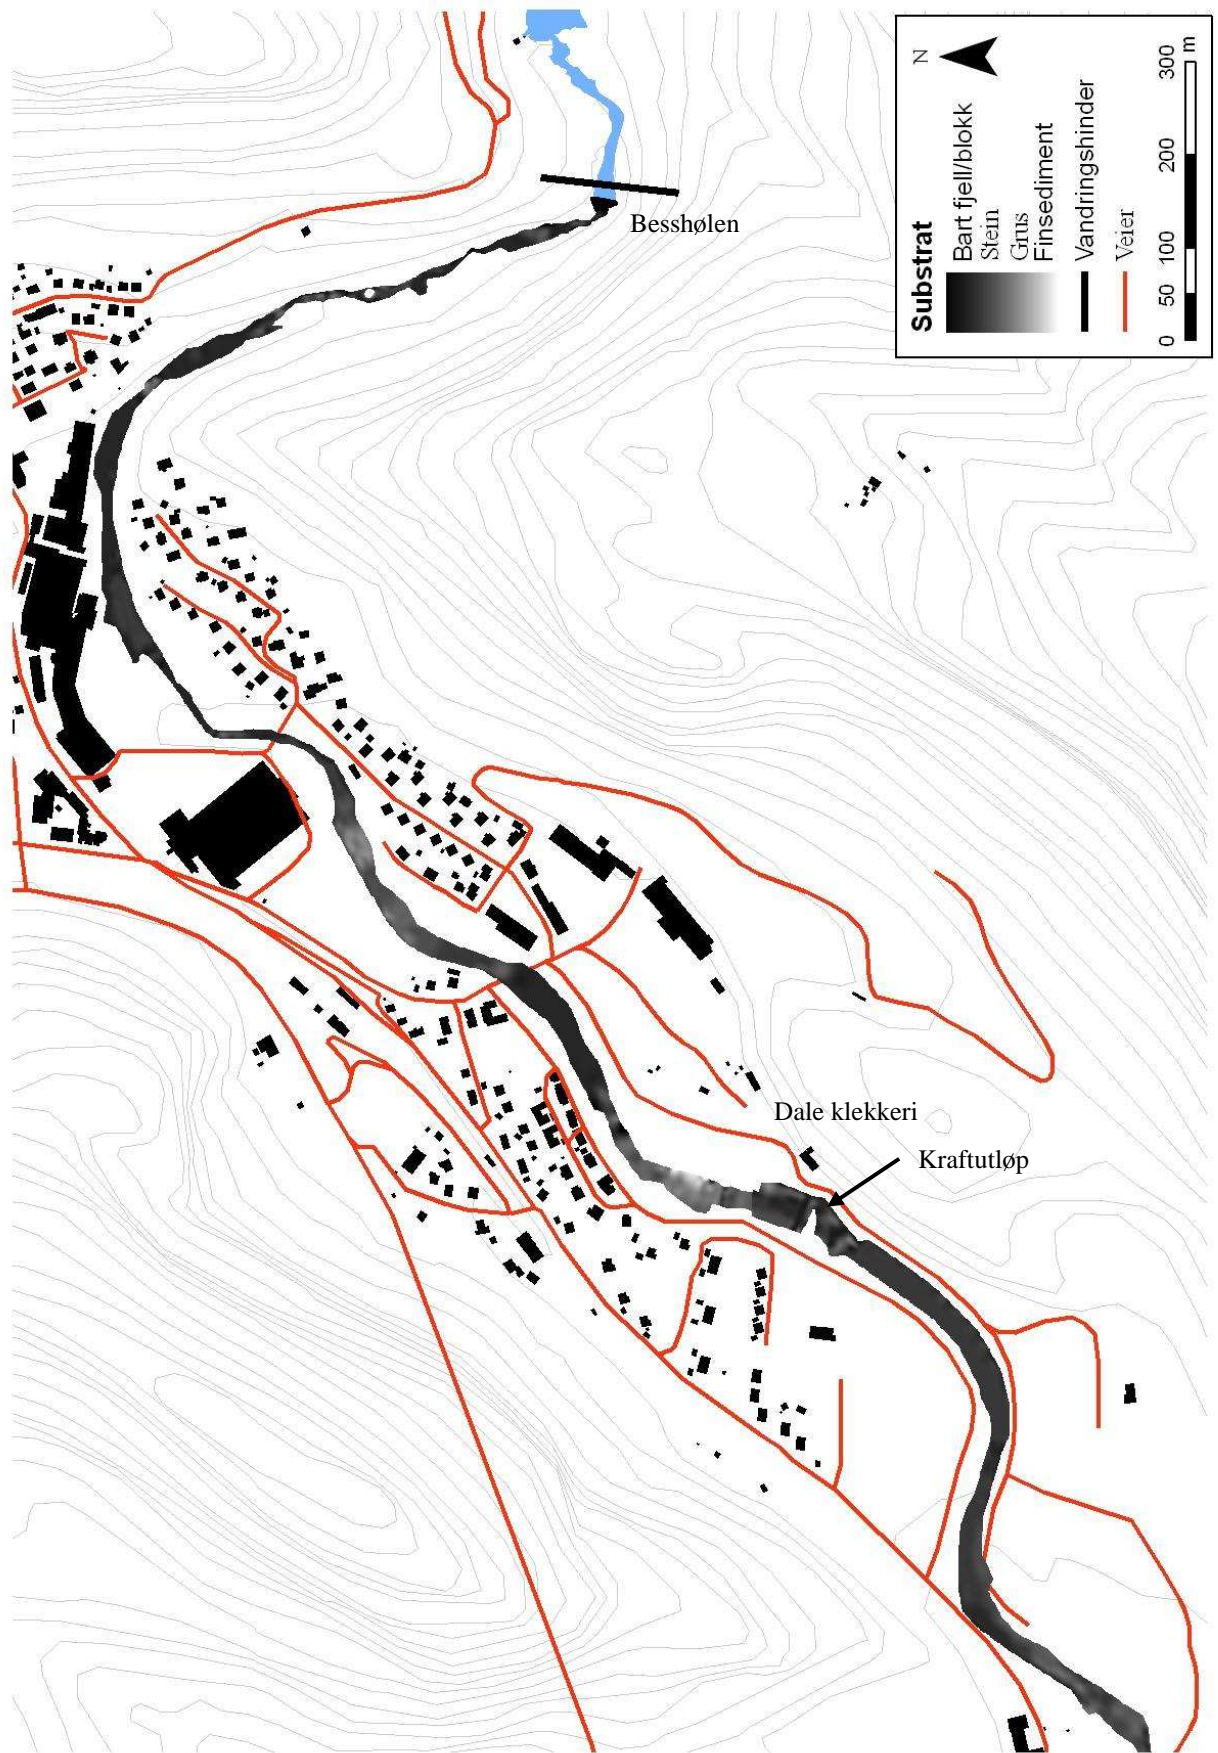 Besshølen
Dale klekkeri
Kraftutløp
N
Substrat
Bart fjell/blokk
Stein
Grus
Finsediment
Vandringshinder
Veier
0 50 100 200 300 m